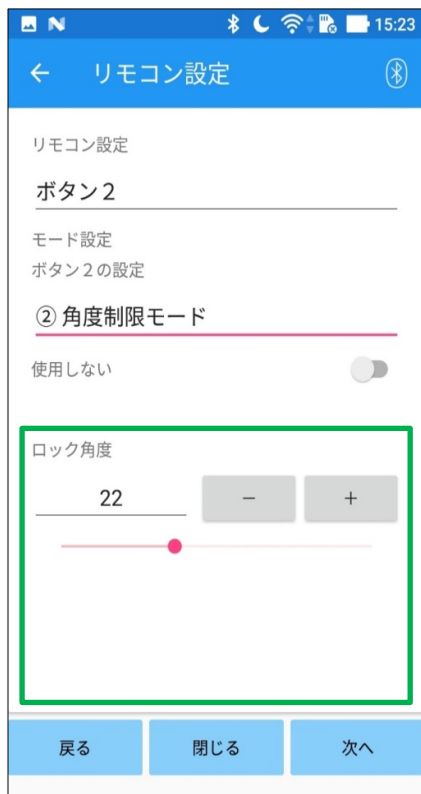 15:23
← リモコン設定
リモコン設定
ボタン2
モード設定
ボタン2の設定
② 角度制限モード
使用しない
ロック角度
22 − +
戻る 閉じる 次へ